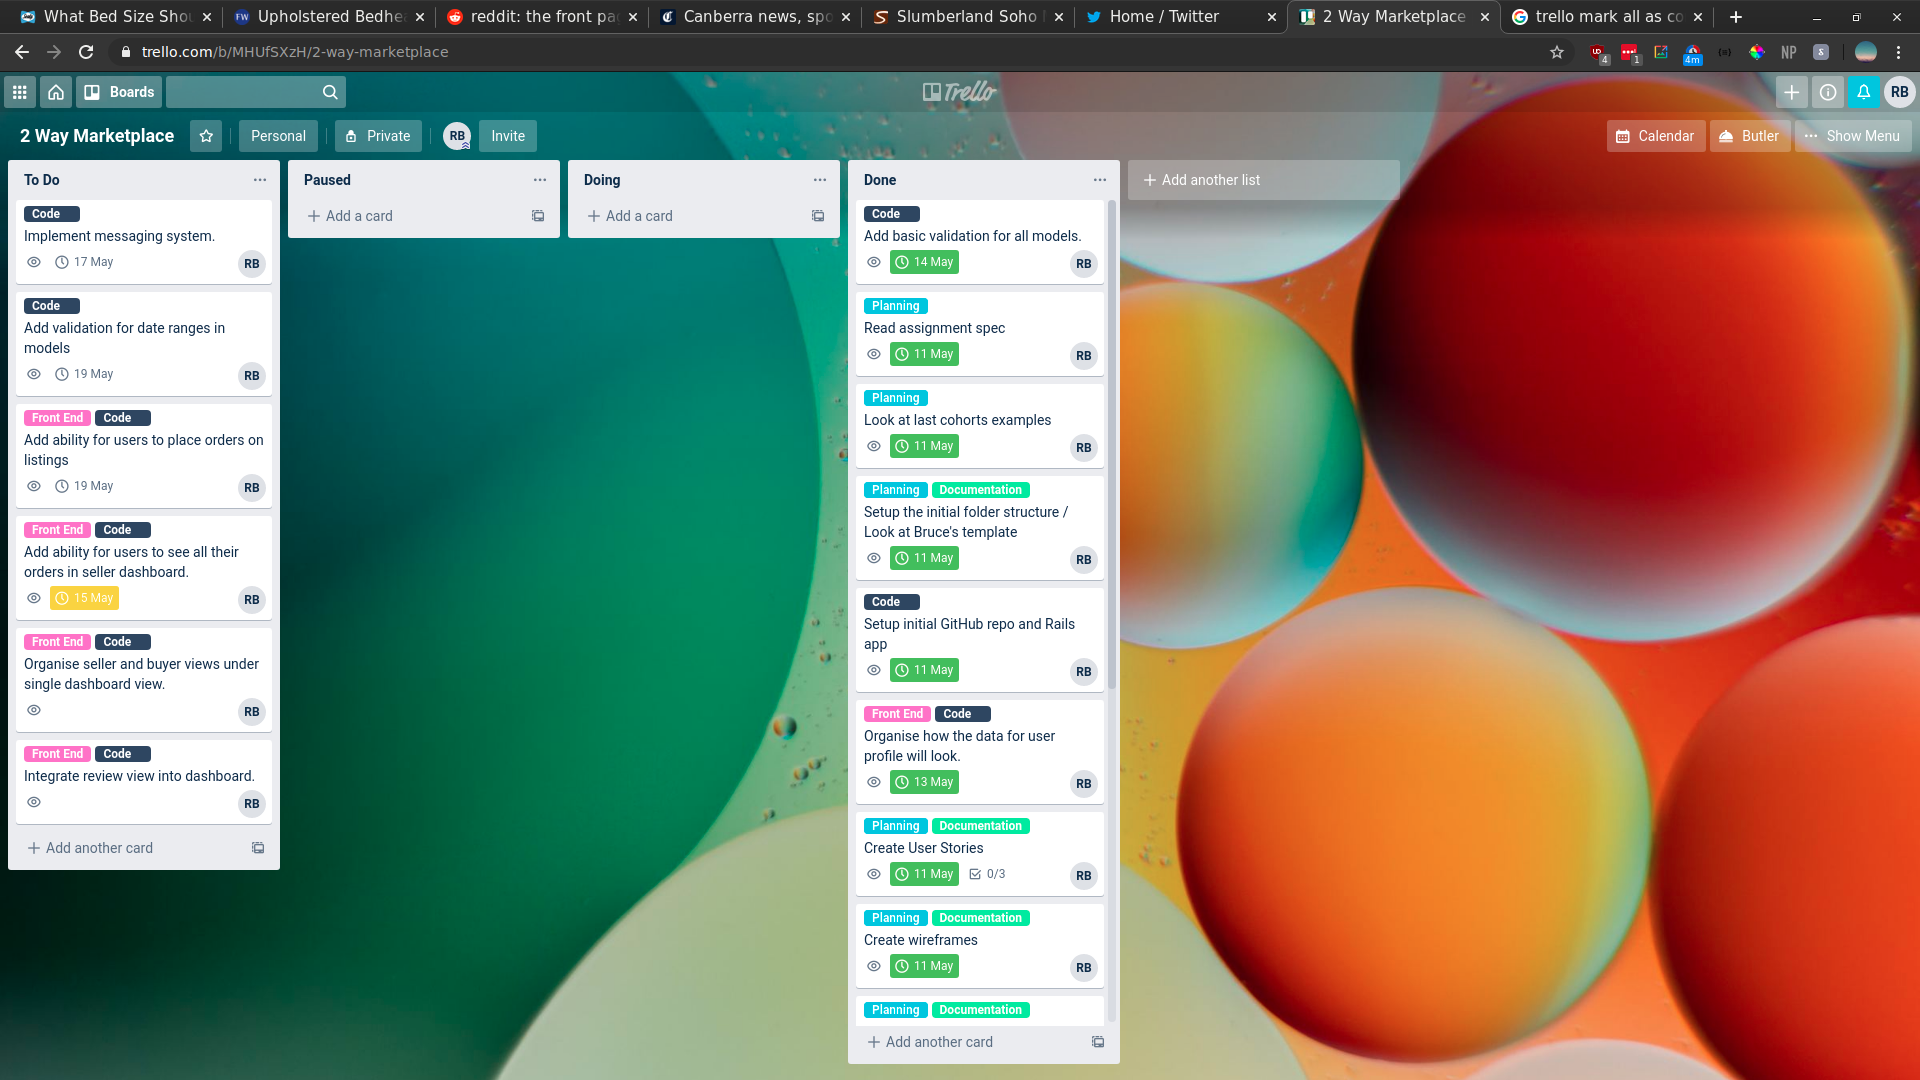 What Bed Size Shou
Upholstered Bedhe
reddit: the front pa
Canberra news, spo
Slumberland Soho
Home / Twitter
2 Way Marketplace
trello mark all as co
trello.com/b/MHUfSXzH/2-way-marketplace
4
1
4m
NP
Boards
Trello
RB
2 Way Marketplace
Personal
Private
RB
Invite
Calendar
Butler
Show Menu
To Do
Code
Implement messaging system.
17 May
RB
Code
Add validation for date ranges in
models
19 May
RB
Front End Code
Add ability for users to place orders on
listings
19 May
RB
Front End Code
Add ability for users to see all their
orders in seller dashboard.
15 May
RB
Front End Code
Organise seller and buyer views under
single dashboard view.
RB
Front End Code
Integrate review view into dashboard.
RB
Add another card
Paused
Add a card
Doing
Add a card
Done
Code
Add basic validation for all models.
14 May
RB
Planning
Read assignment spec
11 May
RB
Planning
Look at last cohorts examples
11 May
RB
Planning Documentation
Setup the initial folder structure /
Look at Bruce's template
11 May
RB
Code
Setup initial GitHub repo and Rails
app
11 May
RB
Front End Code
Organise how the data for user
profile will look.
13 May
RB
Planning Documentation
Create User Stories
11 May 0/3
RB
Planning Documentation
Create wireframes
11 May
RB
Planning Documentation
Add another card
Add another list